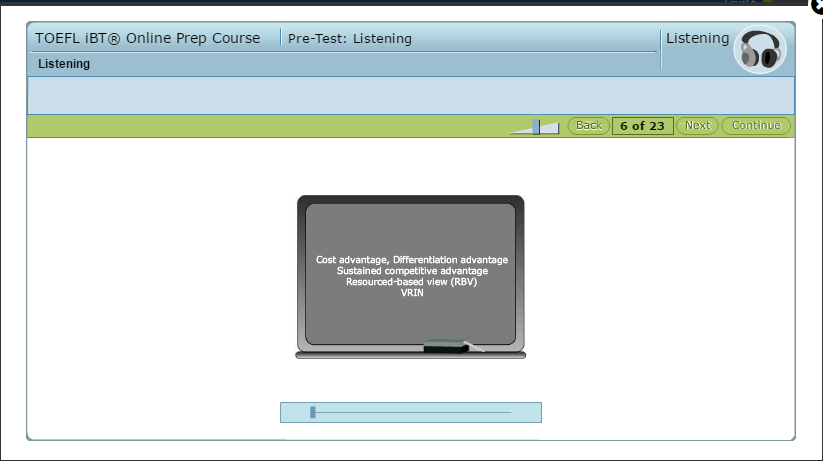 TOEFL iBT® Online Prep Course
Pre-Test: Listening
Listening
Listening
Back
6 of 23
Next
Continue
Cost advantage, Differentiation advantage
Sustained competitive advantage
Resourced-based view (RBV)
VRIN